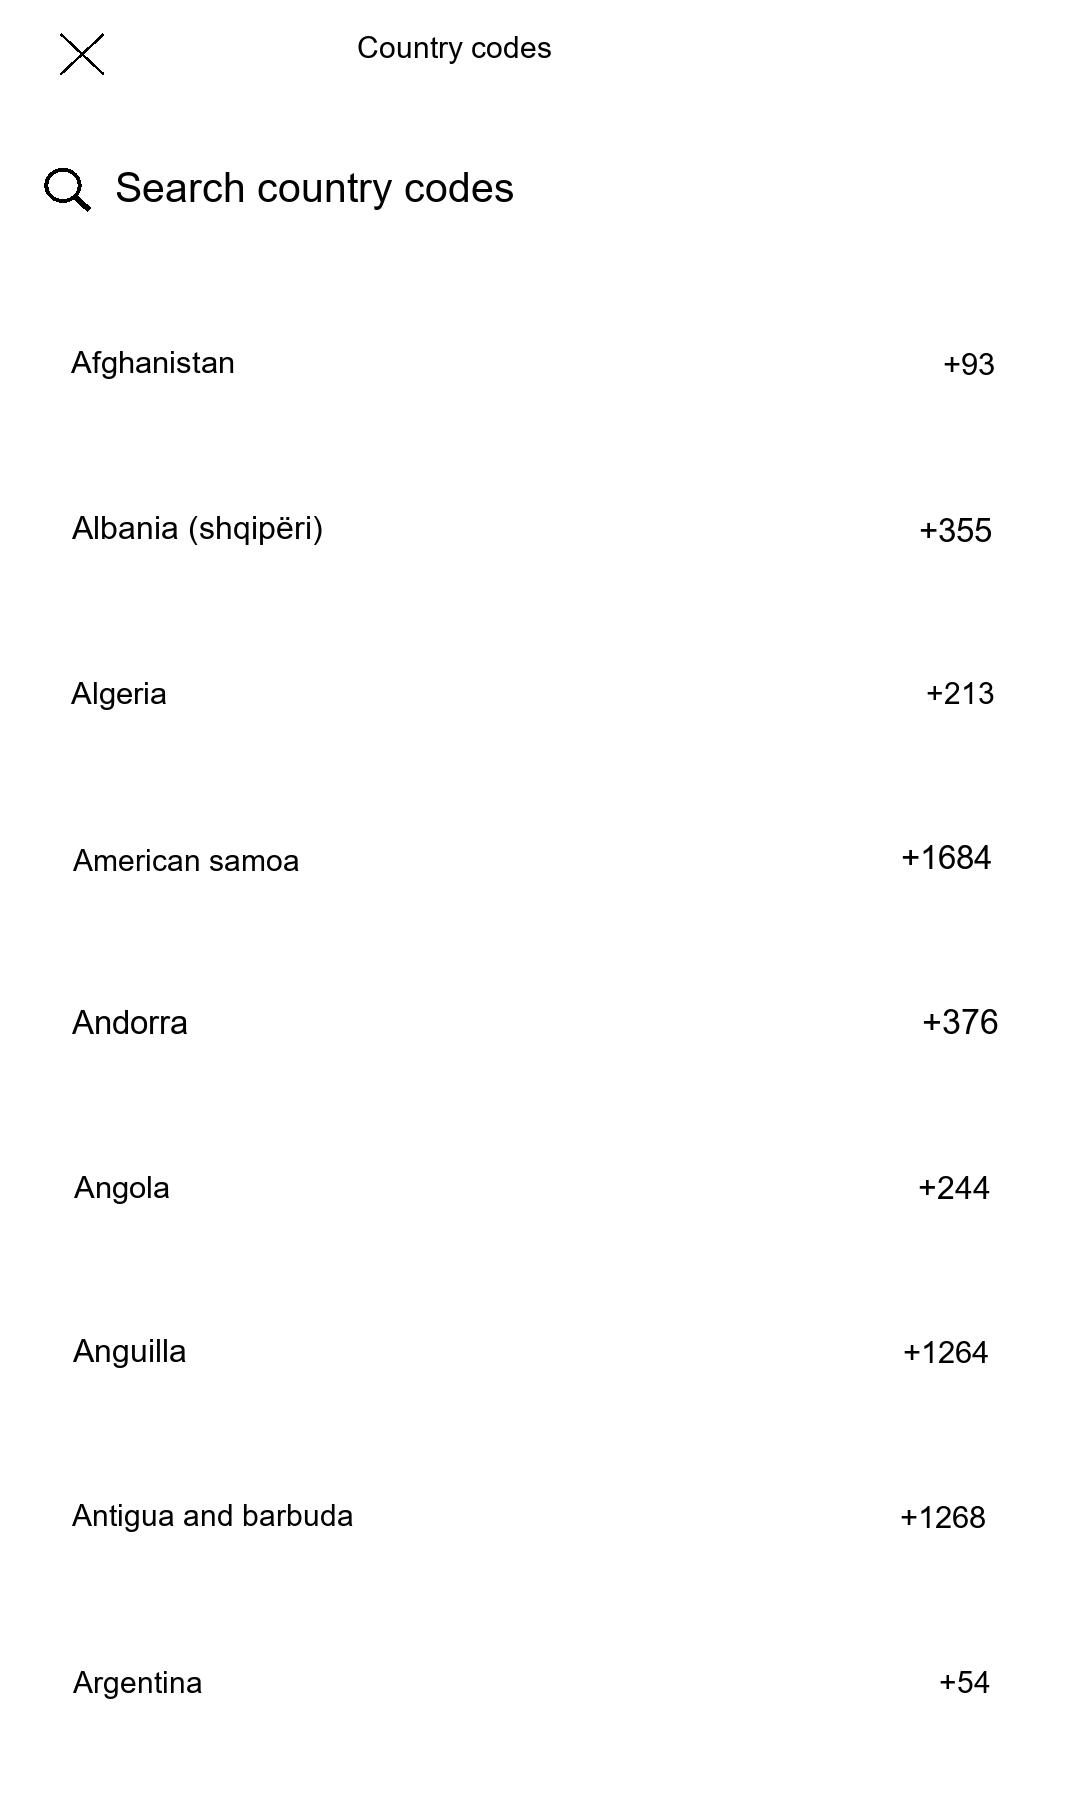 Country codes
Search country codes
Afghanistan +93
Albania (shqipëri) +355
Algeria +213
American samoa +1684
Andorra +376
Angola +244
Anguilla +1264
Antigua and barbuda +1268
Argentina +54